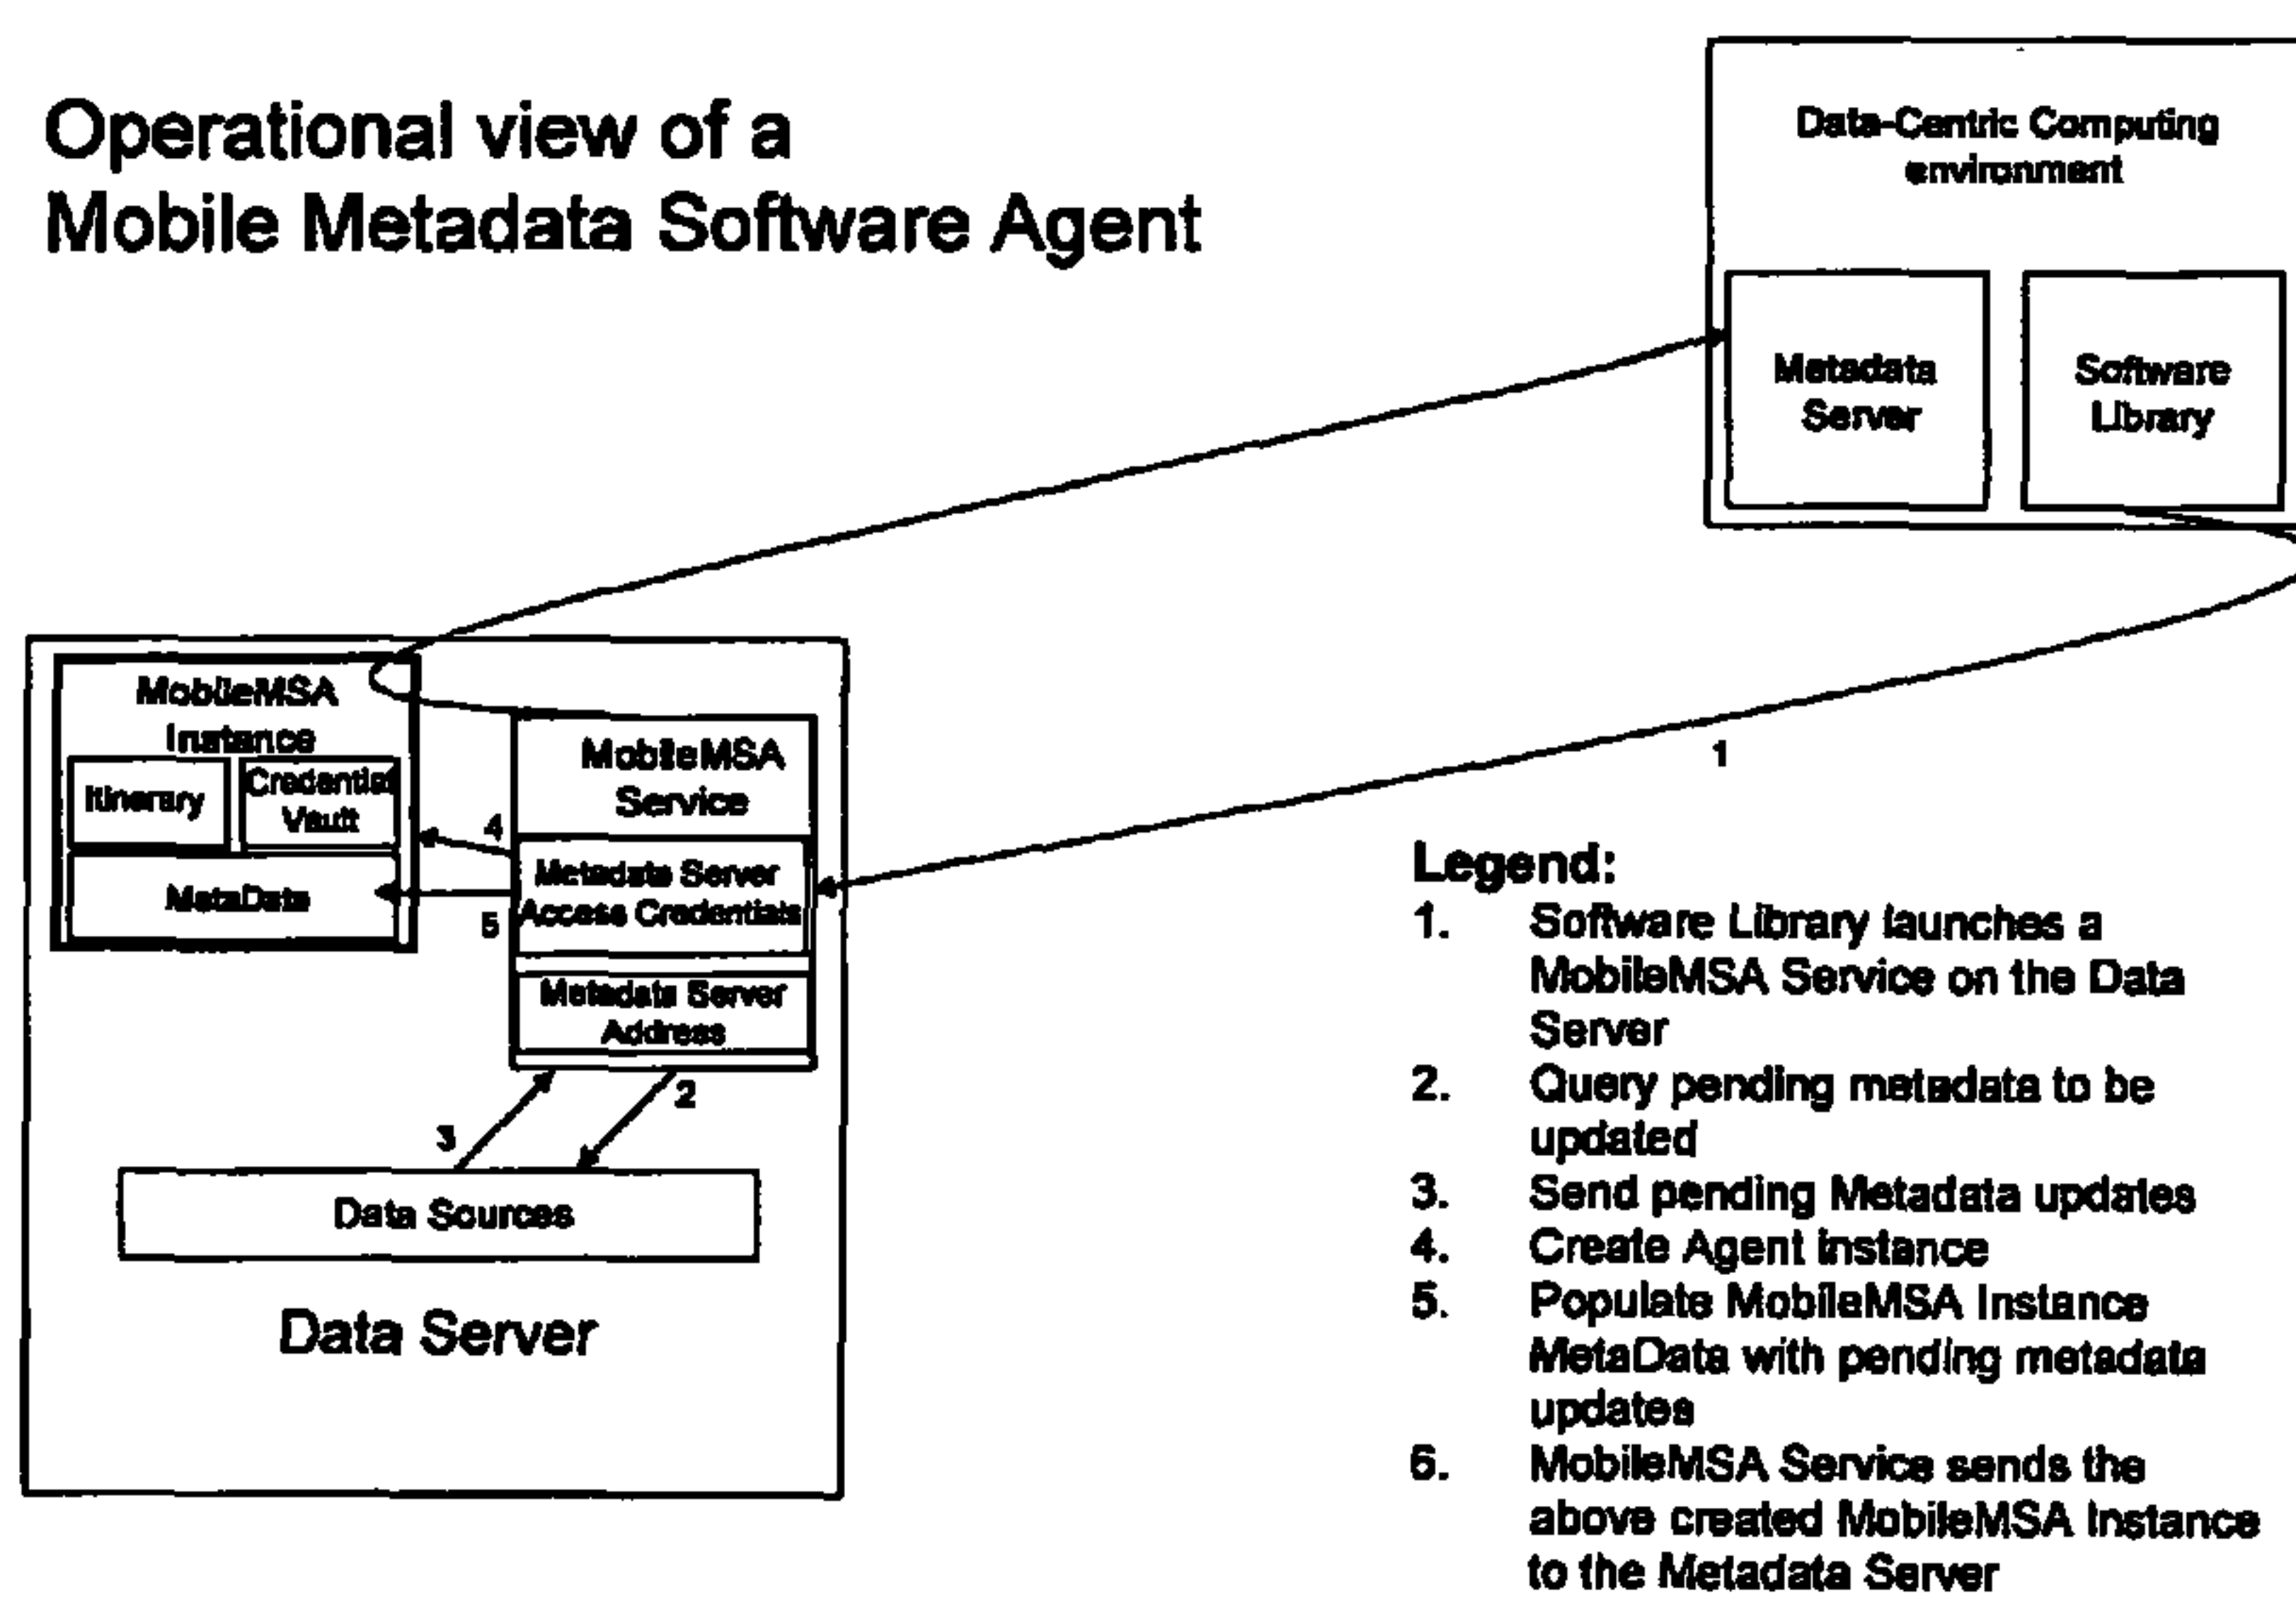 Operational view of a
Mobile Metadata Software Agent
Data-Centric Computing
environment
Metadata
Server
Software
Library
MobileMSA
Instance
Itinerary
Credential
Vault
MetaData
MobileMSA
Service
Metadata Server
Access Credentials
Metadata Server
Address
4
5
1
2
3
Data Sources
Data Server
Legend:
1. Software Library launches a
MobileMSA Service on the Data
Server
2. Query pending metadata to be
updated
3. Send pending Metadata updates
4. Create Agent instance
5. Populate MobileMSA Instance
MetaData with pending metadata
updates
6. MobileMSA Service sends the
above created MobileMSA Instance
to the Metadata Server